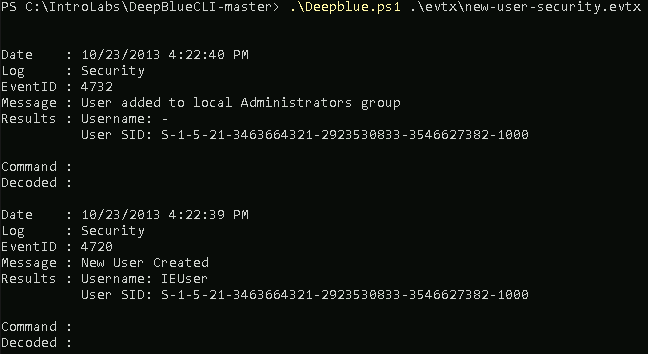 PS C:\IntroLabs\DeepBlueCLI-master> .\Deepblue.ps1 .\evtx\new-user-security.evtx
Date    : 10/23/2013 4:22:40 PM
Log     : Security
EventID : 4732
Message : User added to local Administrators group
Results : Username: -
          User SID: S-1-5-21-3463664321-2923530833-3546627382-1000
Command :
Decoded :
Date    : 10/23/2013 4:22:39 PM
Log     : Security
EventID : 4720
Message : New User Created
Results : Username: IEUser
          User SID: S-1-5-21-3463664321-2923530833-3546627382-1000
Command :
Decoded :